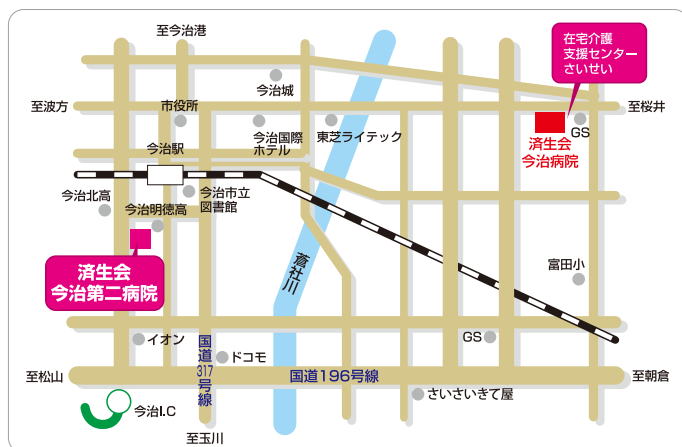 至今治港
在宅介護
支援センター
さいせい
今治城
至波方
市役所
至桜井
今治国際
ホテル
東芝ライテック
GS
済生会
今治病院
今治駅
今治北高
今治市立
図書館
今治明徳高
済生会
今治第二病院
蒼社川
富田小
イオン
国道317号線
ドコモ
GS
至松山
国道196号線
至朝倉
今治I.C
さいさいきて屋
至玉川